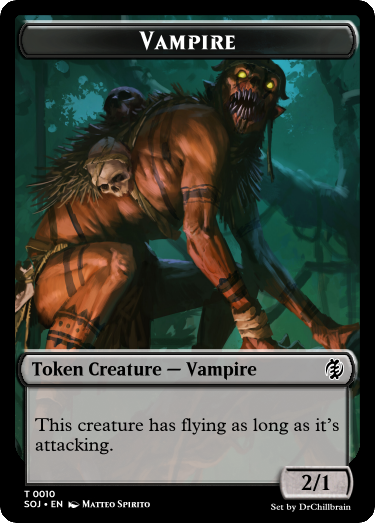 Vampire
Token Creature — Vampire
This creature has flying as long as it's
attacking.
2/1
T 0010
SOJ • EN Matteo Spirito
Set by DrChillbrain